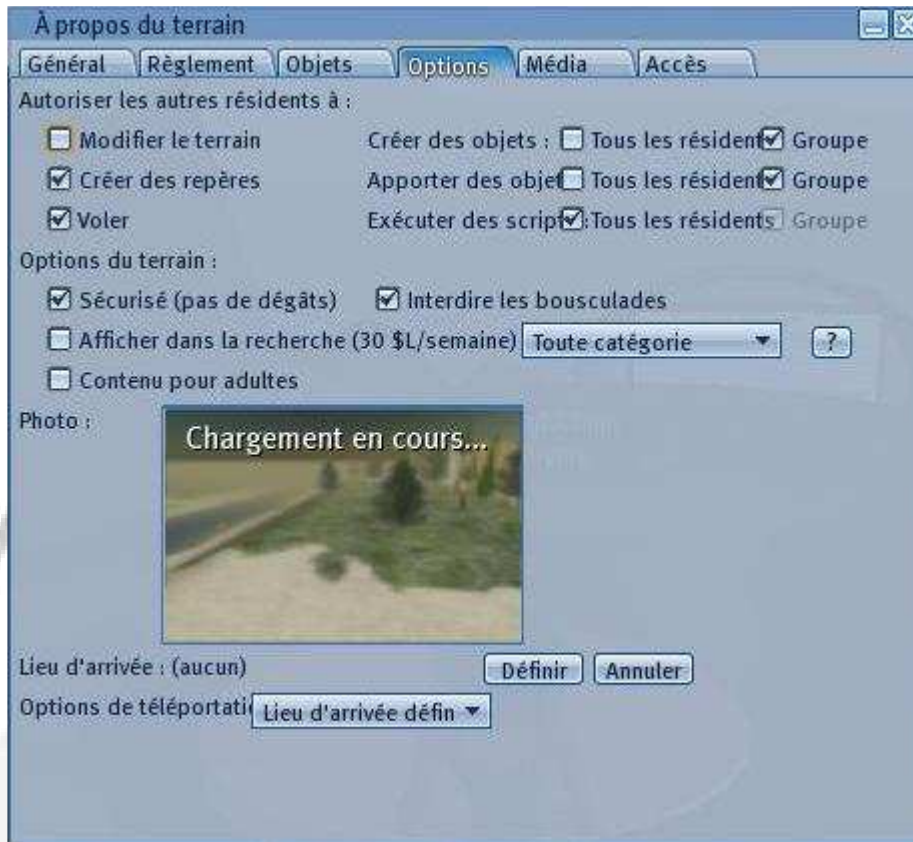 À propos du terrain
Général Règlement Objets Options Média Accès
Autoriser les autres résidents à :
Modifier le terrain Créer des objets : Tous les résident Groupe
Créer des repères Apporter des objet Tous les résident Groupe
Voler Exécuter des script : Tous les résidents Groupe
Options du terrain :
Sécurisé (pas de dégâts) Interdire les bousculades
Afficher dans la recherche (30 $L/semaine) Toute catégorie ?
Contenu pour adultes
Photo :
Chargement en cours...
Lieu d'arrivée : (aucun) Définir Annuler
Options de téléportati Lieu d'arrivée défin